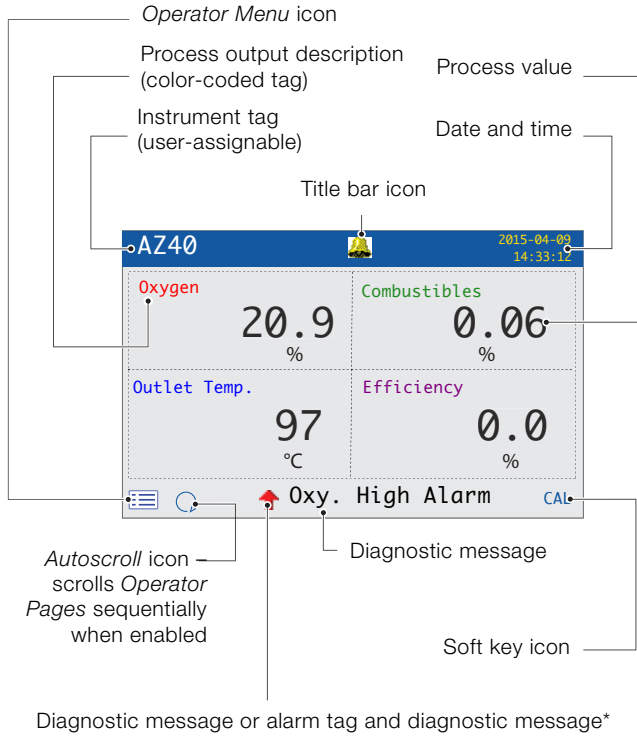 Operator Menu icon
Process output description
(color-coded tag)
Process value
Instrument tag
(user-assignable)
Date and time
Title bar icon
AZ40
2015-04-09
14:33:12
Oxygen
20.9
%
Combustibles
0.06
%
Outlet Temp.
97
°C
Efficiency
0.0
%
Oxy. High Alarm
CAL
Autoscroll icon –
scrolls Operator
Pages sequentially
when enabled
Diagnostic message
Soft key icon
Diagnostic message or alarm tag and diagnostic message*